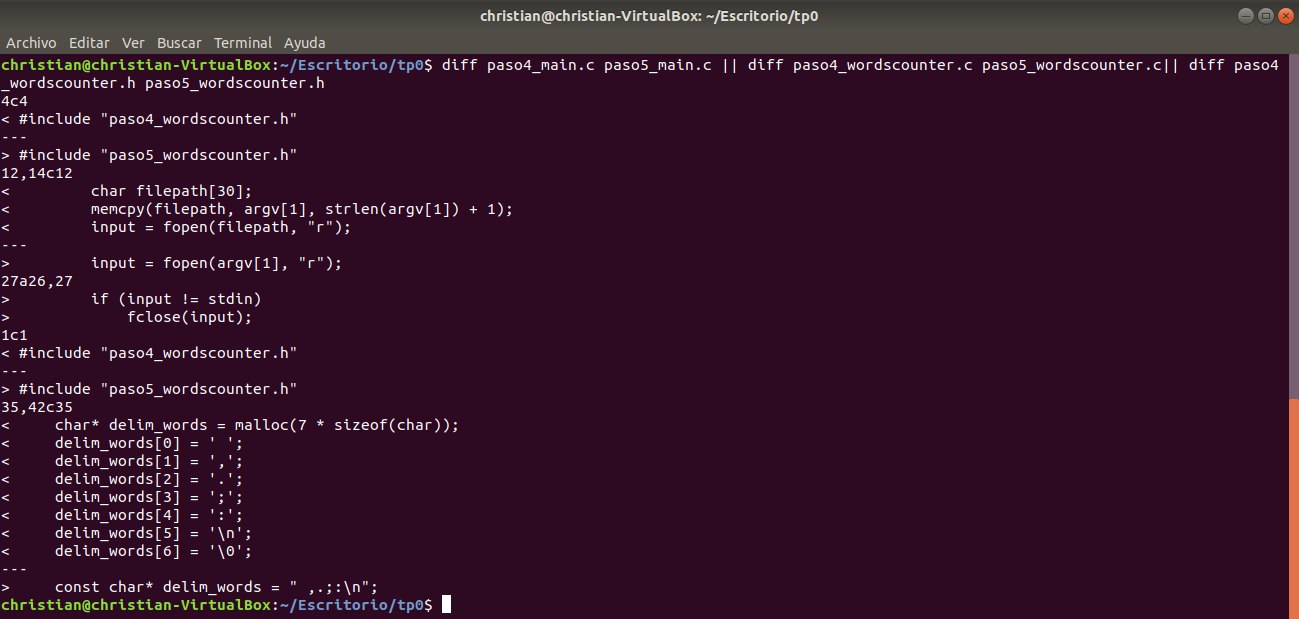 christian@christian-VirtualBox: ~/Escritorio/tp0
Archivo Editar Ver Buscar Terminal Ayuda
christian@christian-VirtualBox:~/Escritorio/tp0$ diff paso4_main.c paso5_main.c || diff paso4_wordscounter.c paso5_wordscounter.c|| diff paso4
_wordscounter.h paso5_wordscounter.h
4c4
< #include "paso4_wordscounter.h"
---
> #include "paso5_wordscounter.h"
12,14c12
<         char filepath[30];
<         memcpy(filepath, argv[1], strlen(argv[1]) + 1);
<         input = fopen(filepath, "r");
---
>         input = fopen(argv[1], "r");
27a26,27
>         if (input != stdin)
>             fclose(input);
1c1
< #include "paso4_wordscounter.h"
---
> #include "paso5_wordscounter.h"
35,42c35
<     char* delim_words = malloc(7 * sizeof(char));
<     delim_words[0] = ' ';
<     delim_words[1] = ',';
<     delim_words[2] = '.';
<     delim_words[3] = ';';
<     delim_words[4] = ':';
<     delim_words[5] = '\n';
<     delim_words[6] = '\0';
---
>     const char* delim_words = " ,.;:\n";
christian@christian-VirtualBox:~/Escritorio/tp0$